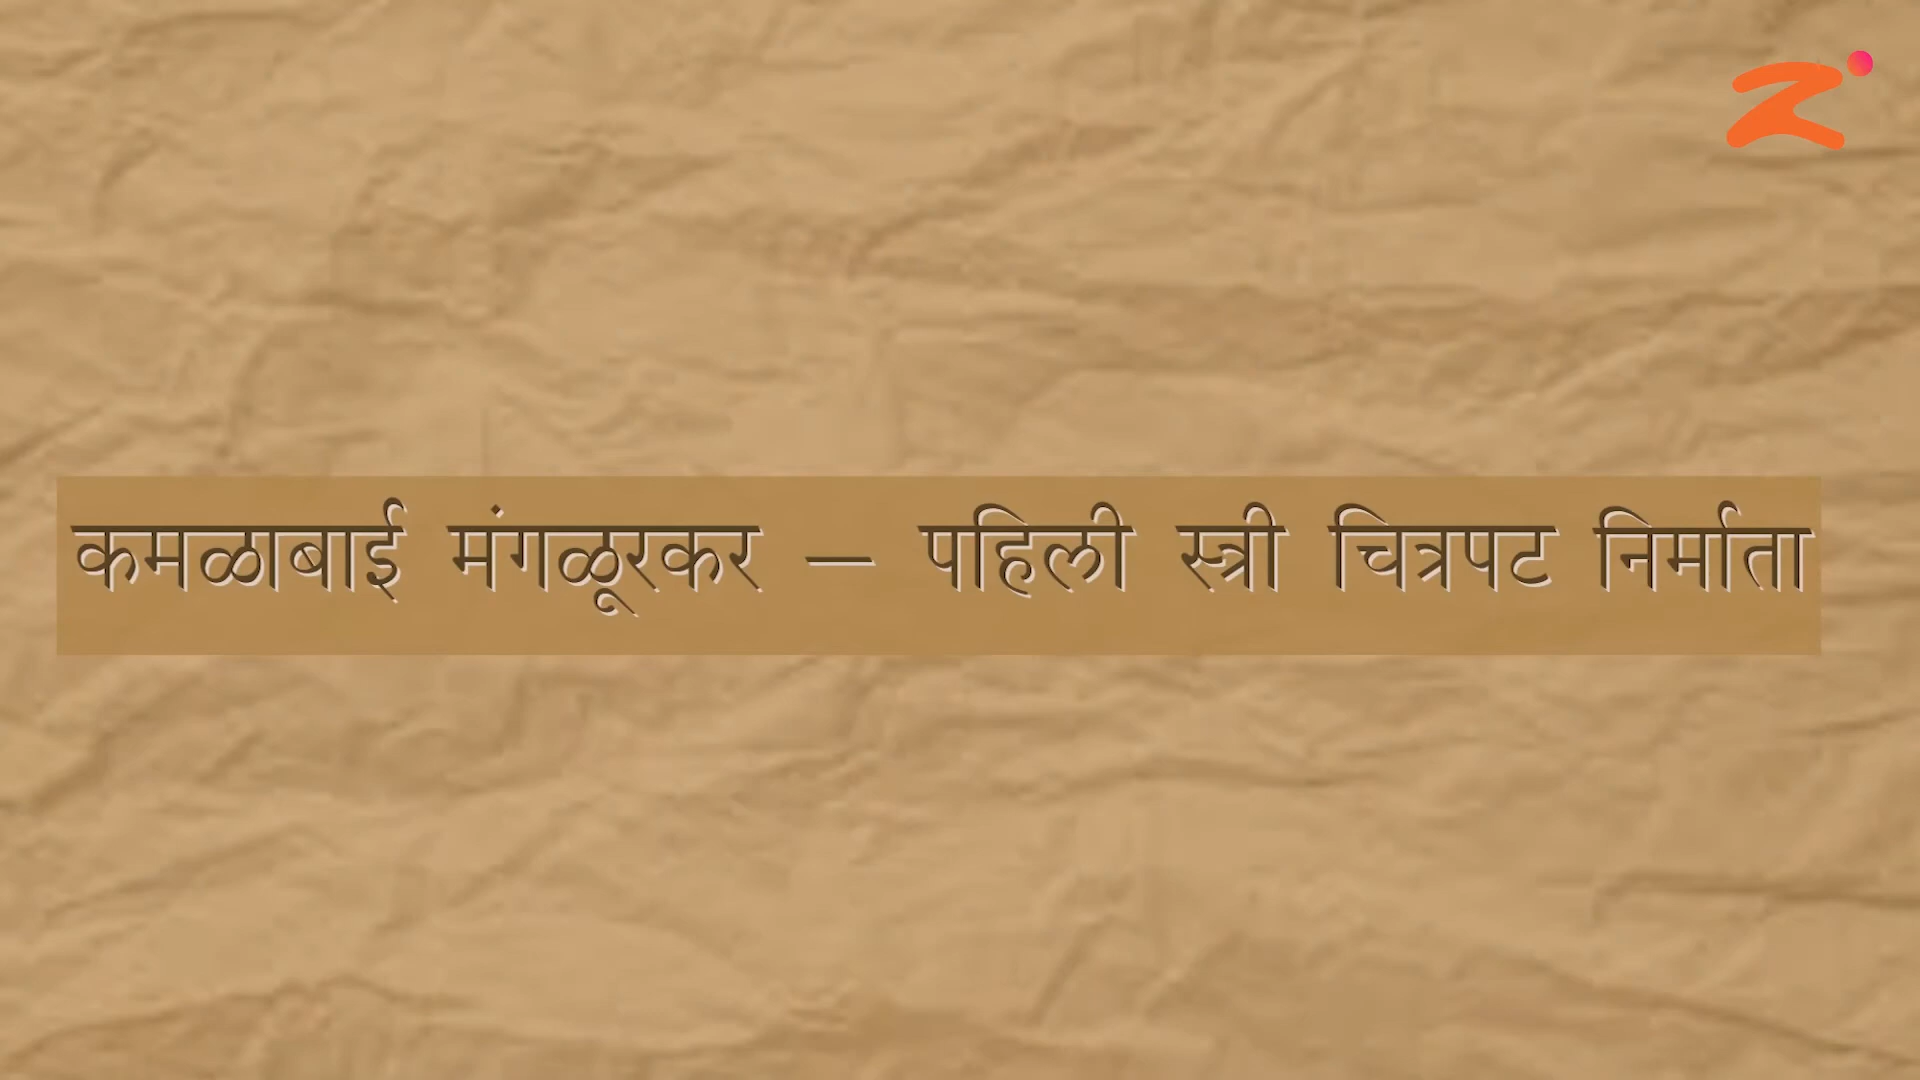 कमळाबाई मंगळूरकर – पहिली स्त्री चित्रपट निर्माता